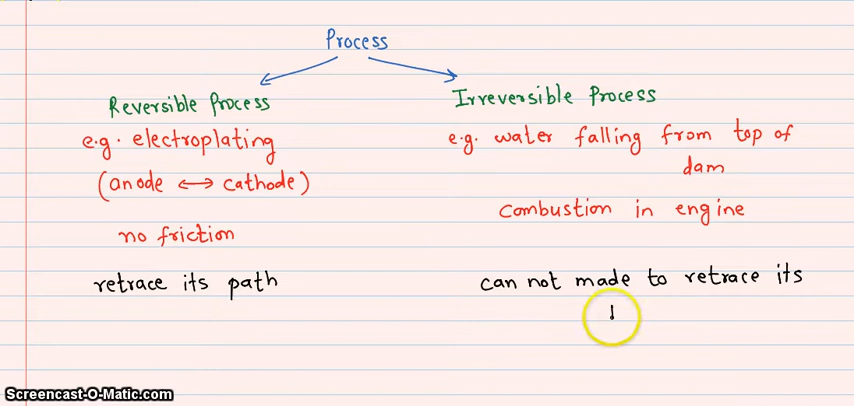 Process
Reversible Process
e.g. electroplating
(anode ↔ cathode)
no friction
retrace its path
Irreversible Process
e.g. water falling from top of
dam
Combustion in engine
can not made to retrace its
Screencast-O-Matic.com